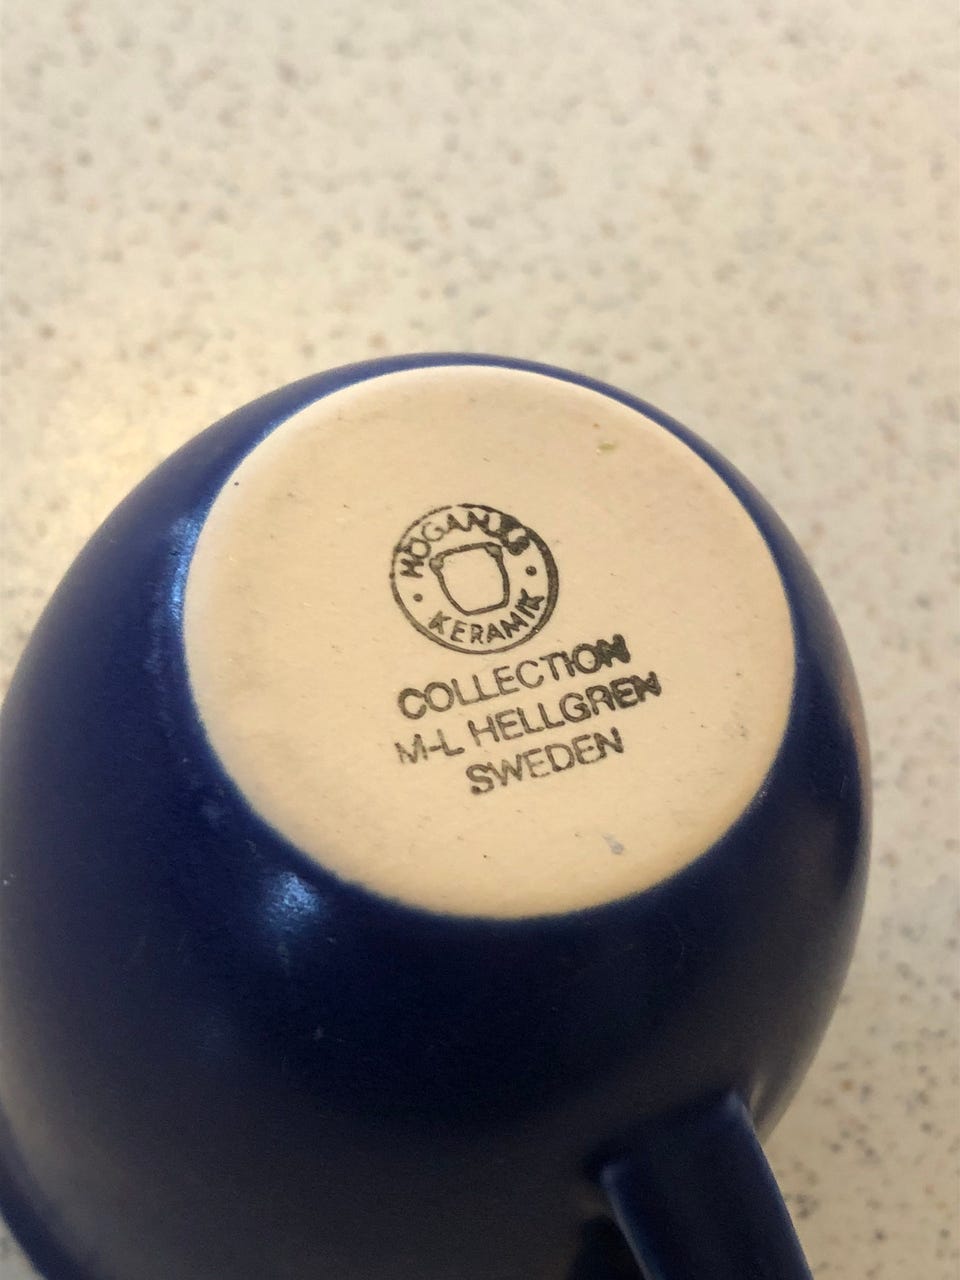 HÖGANÄS
KERAMIK
COLLECTION
M-L HELLGREN
SWEDEN